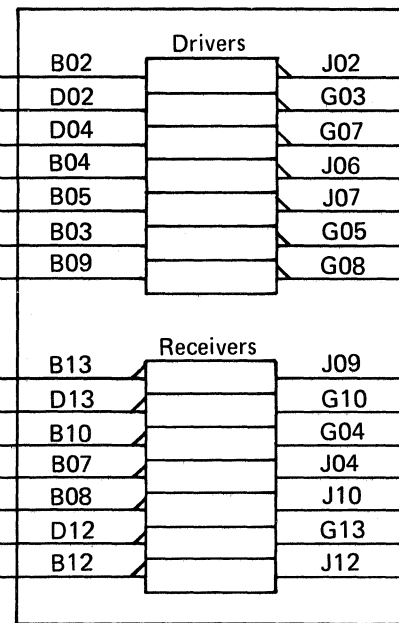 Drivers
B02 J02
D02 G03
D04 G07
B04 J06
B05 J07
B03 G05
B09 G08
Receivers
B13 J09
D13 G10
B10 G04
B07 J04
B08 J10
D12 G13
B12 J12